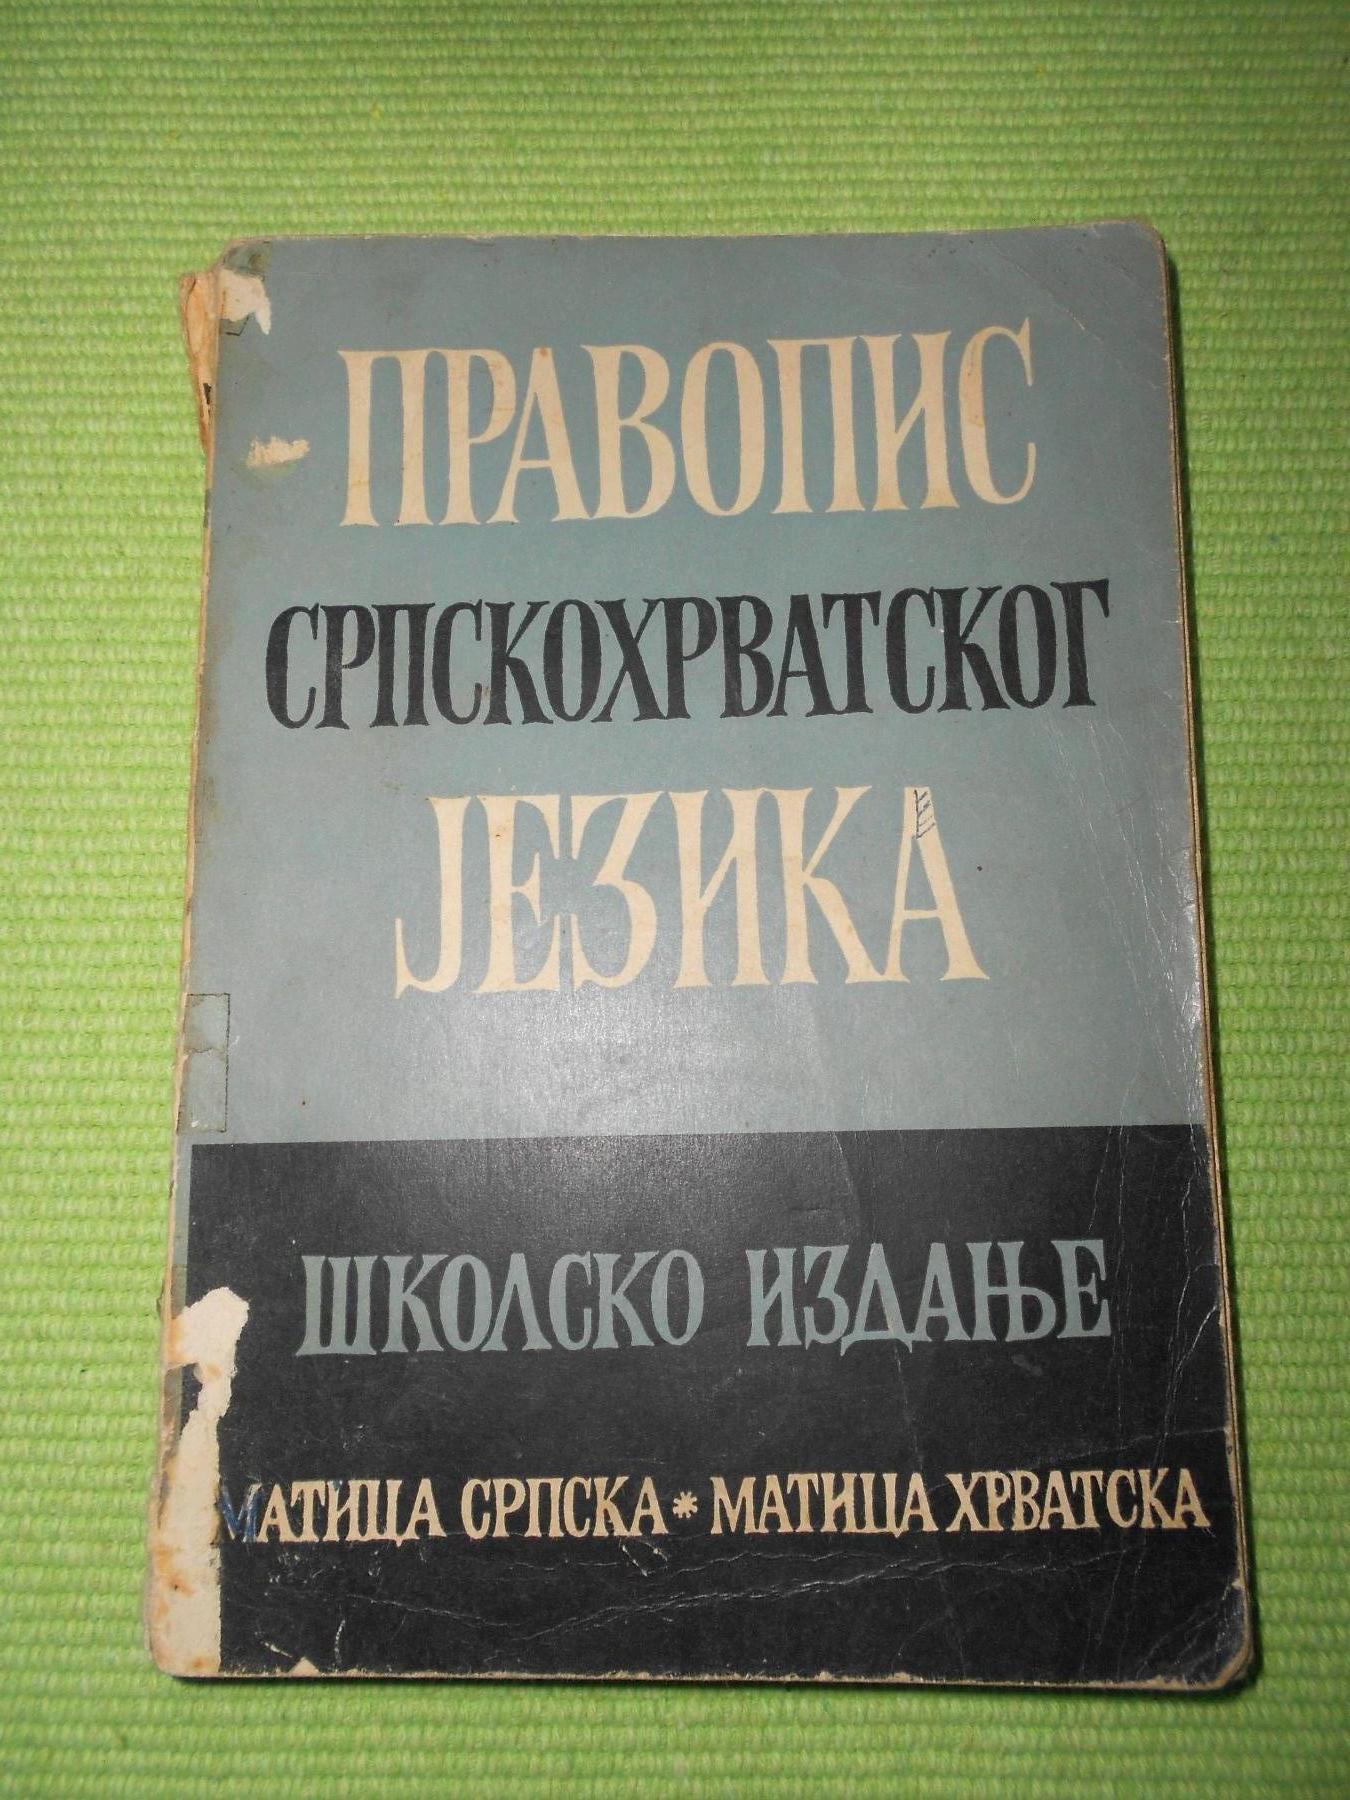 ПРАВОПИС
СРПСКОХРВАТСКОГ
ЈЕЗИКА
ШКОЛСКО ИЗДАЊЕ
МАТИЦА СРПСКА * МАТИЦА ХРВАТСКА